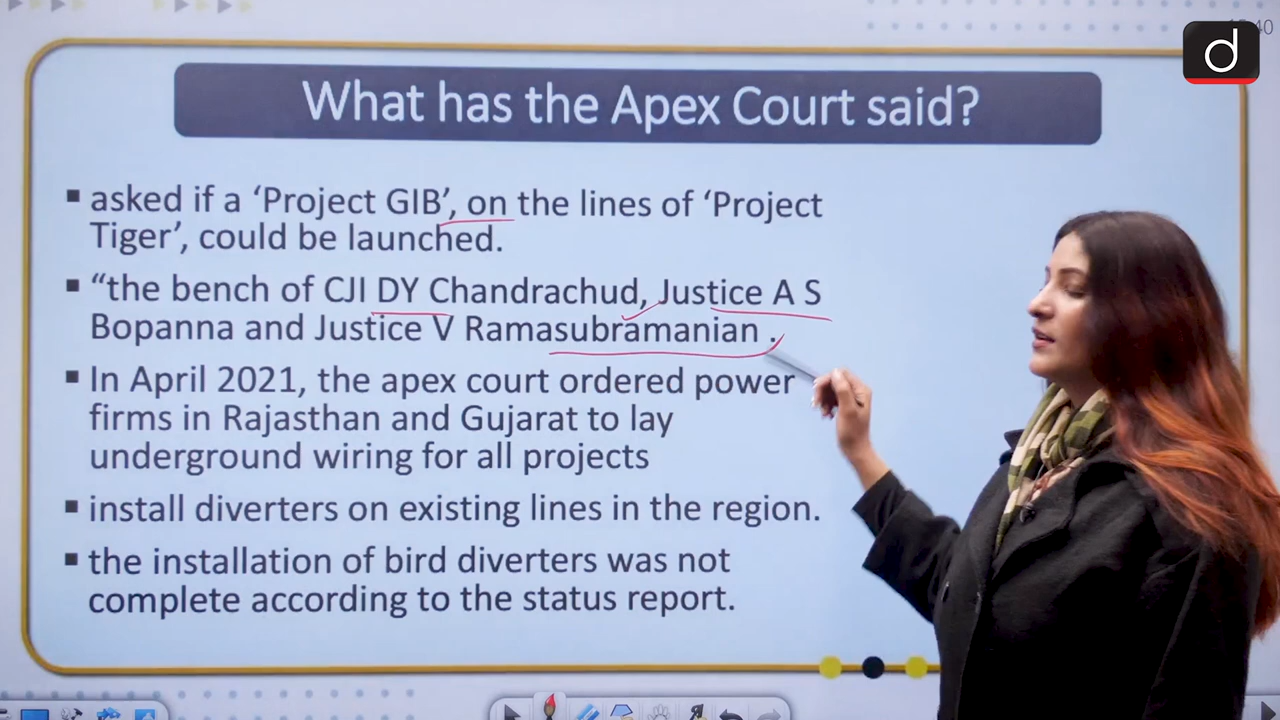 What has the Apex Court said?
▪ asked if a ‘Project GIB’, on the lines of ‘Project
Tiger’, could be launched.
▪ “the bench of CJI DY Chandrachud, Justice A S
Bopanna and Justice V Ramasubramanian .
▪ In April 2021, the apex court ordered power
firms in Rajasthan and Gujarat to lay
underground wiring for all projects
▪ install diverters on existing lines in the region.
▪ the installation of bird diverters was not
complete according to the status report.
d